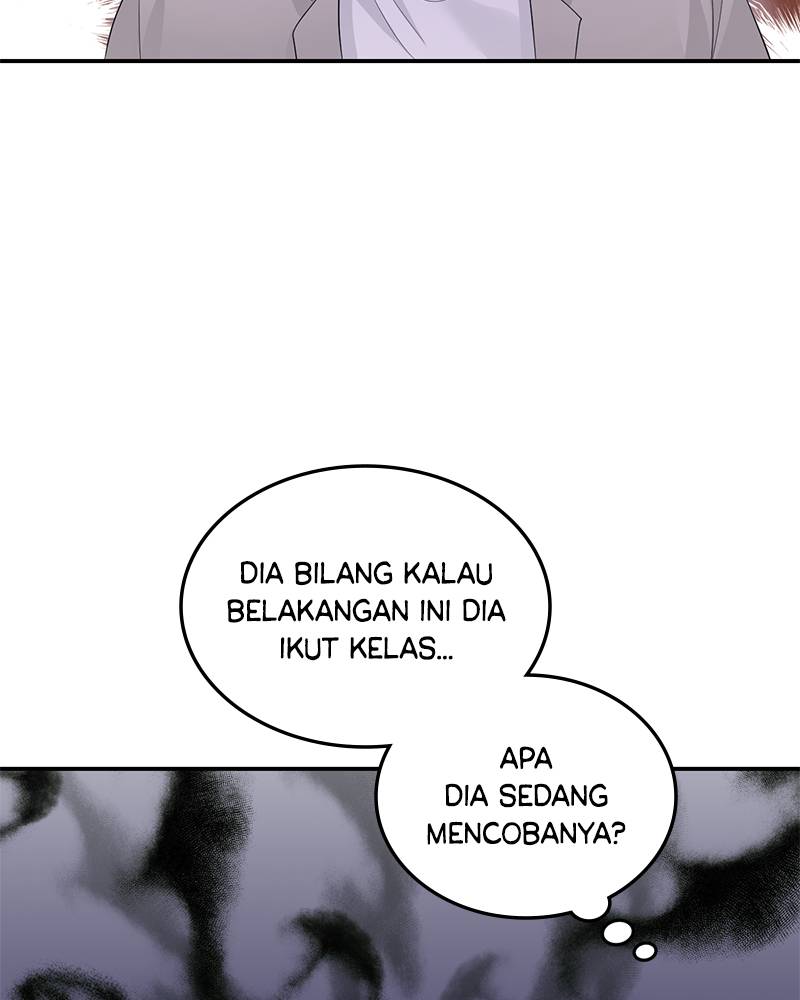 DIA BILANG KALAU
BELAKANGAN INI DIA
IKUT KELAS...
APA
DIA SEDANG
MENCOBANYA?